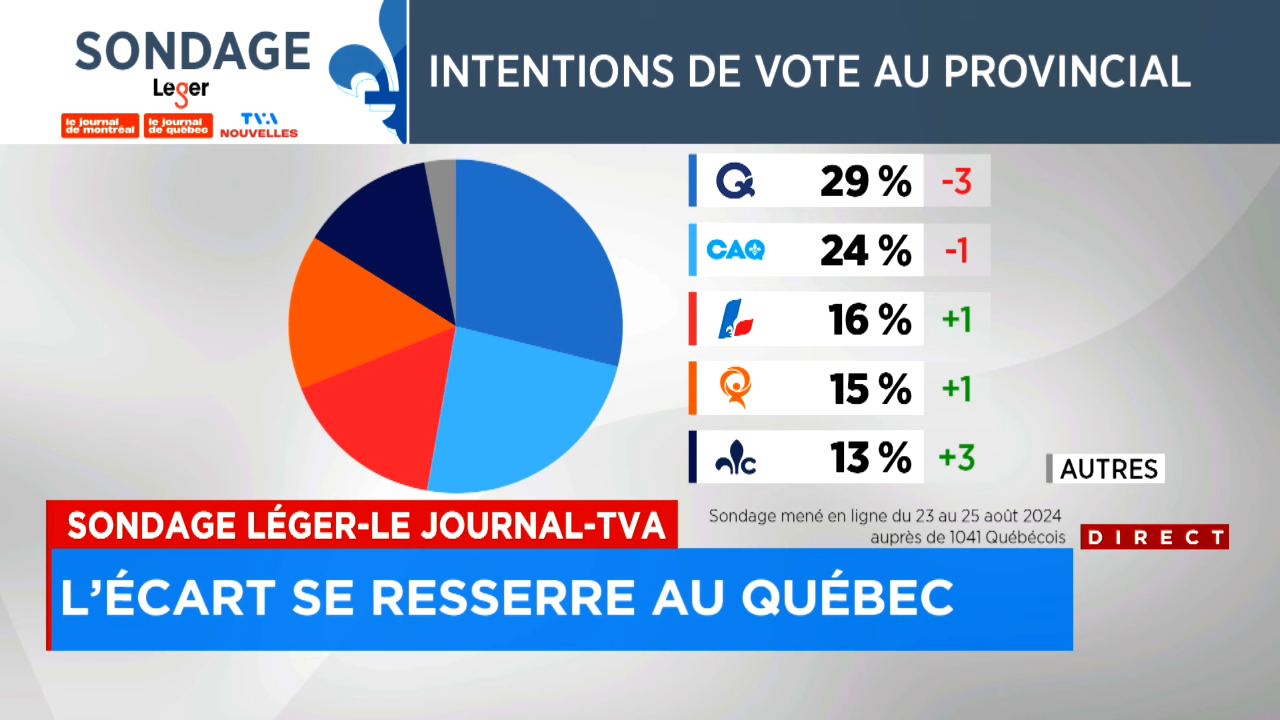 SONDAGE
Leger
le journal
de montréal
le journal
de québec
TVA
NOUVELLES
INTENTIONS DE VOTE AU PROVINCIAL
29 % -3
CAQ 24 % -1
16 % +1
15 % +1
C 13 % +3
AUTRES
Sondage mené en ligne du 23 au 25 août 2024
auprès de 1041 Québécois
DIRECT
SONDAGE LÉGER-LE JOURNAL-TVA
L'ÉCART SE RESSERRE AU QUÉBEC